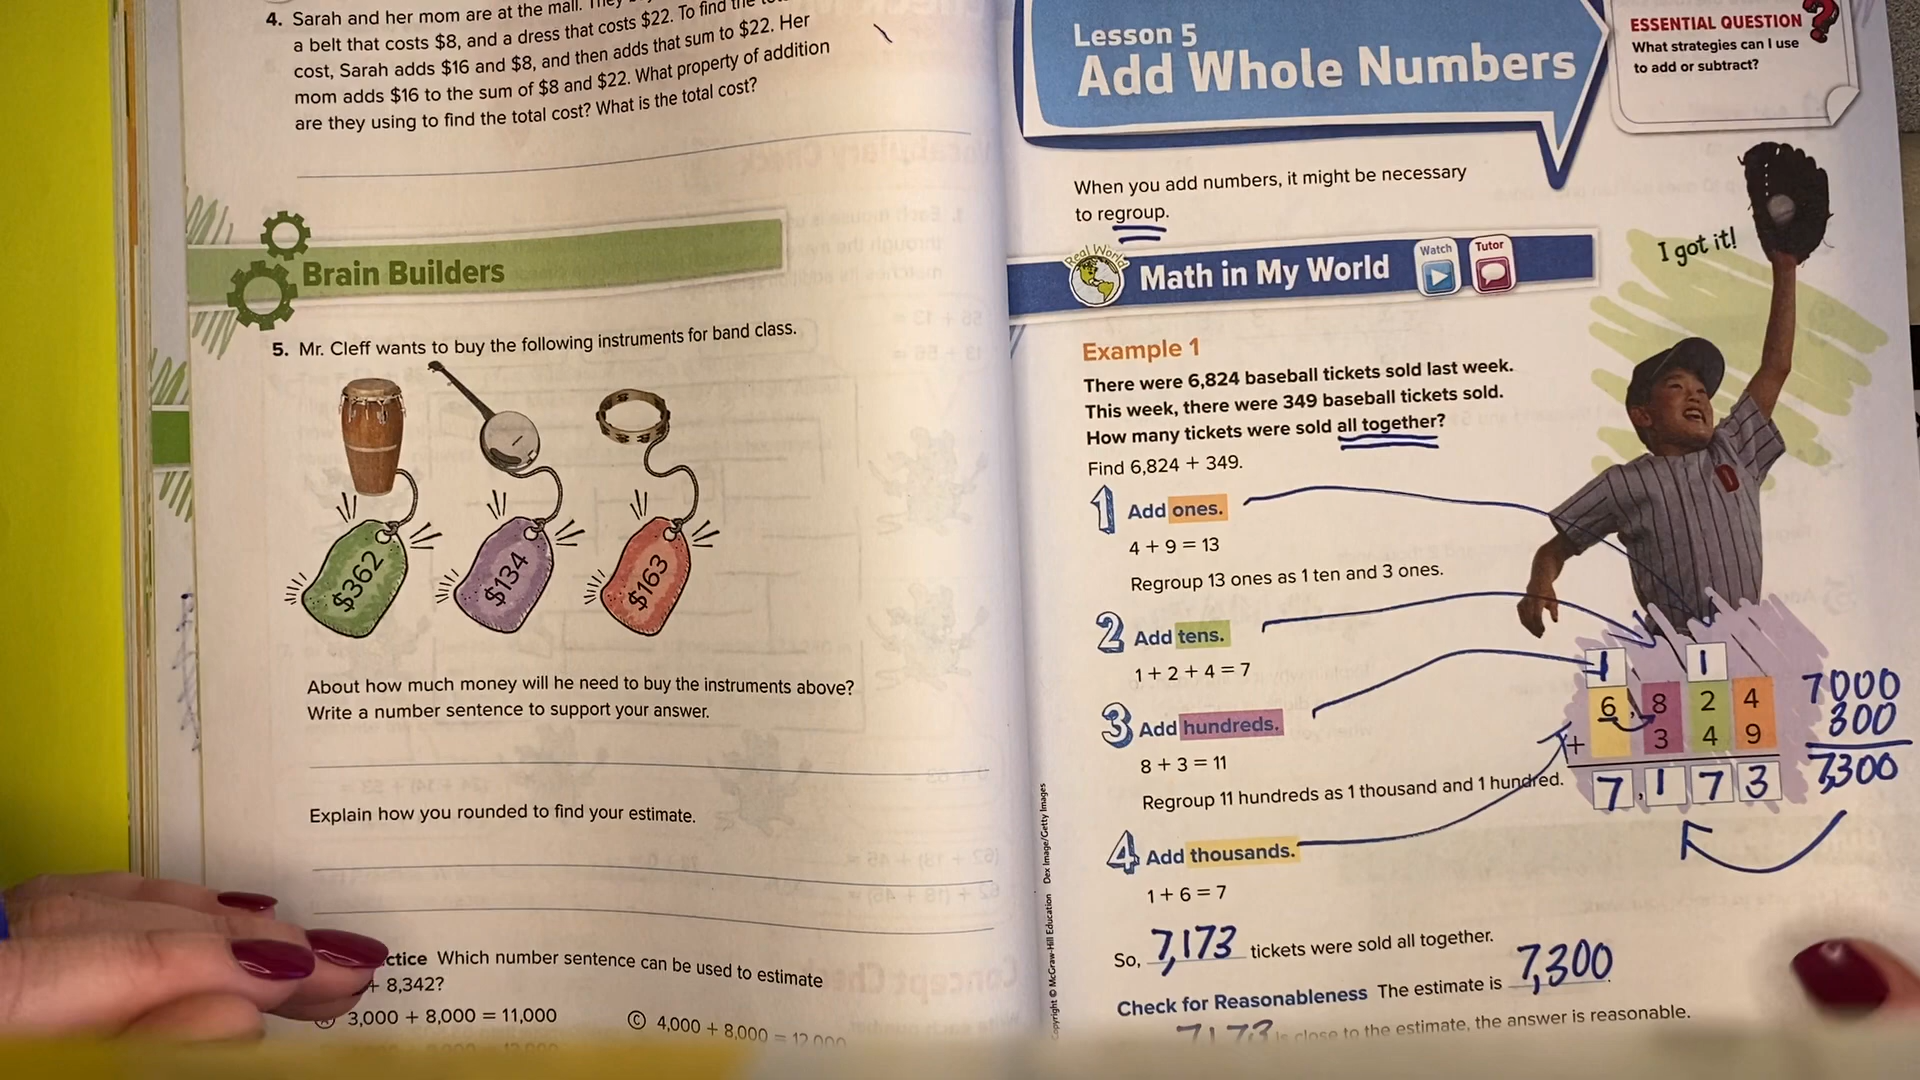 4. Sarah and her mom are at the mall. They
a belt that costs $8, and a dress that costs $22. To find the
cost, Sarah adds $16 and $8, and then adds that sum to $22. Her
mom adds $16 to the sum of $8 and $22. What property of addition
are they using to find the total cost? What is the total cost?
Brain Builders
5. Mr. Cleff wants to buy the following instruments for band class.
$362
$134
$163
About how much money will he need to buy the instruments above?
Write a number sentence to support your answer.
Explain how you rounded to find your estimate.
Which number sentence can be used to estimate
+ 8,342?
3,000 + 8,000 = 11,000
Ⓒ 4,000 + 8,000 = 12,000
Lesson 5
Add Whole Numbers
ESSENTIAL QUESTION
What strategies can I use
to add or subtract?
When you add numbers, it might be necessary
to regroup.
Real World
Math in My World
Watch
Tutor
I got it!
Example 1
There were 6,824 baseball tickets sold last week.
This week, there were 349 baseball tickets sold.
How many tickets were sold all together?
Find 6,824 + 349.
1 Add ones.
4 + 9 = 13
Regroup 13 ones as 1 ten and 3 ones.
2 Add tens.
1 + 2 + 4 = 7
3 Add hundreds.
8 + 3 = 11
Regroup 11 hundreds as 1 thousand and 1 hundred.
4 Add thousands.
1 + 6 = 7
1 1
6,8 2 4
+ 3 4 9
7,1 7 3
7000
300
7,300
So, 7,173 tickets were sold all together.
Check for Reasonableness The estimate is 7,300.
7173 is close to the estimate, the answer is reasonable.
Copyright © McGraw-Hill Education Dex Image/Getty Images
D